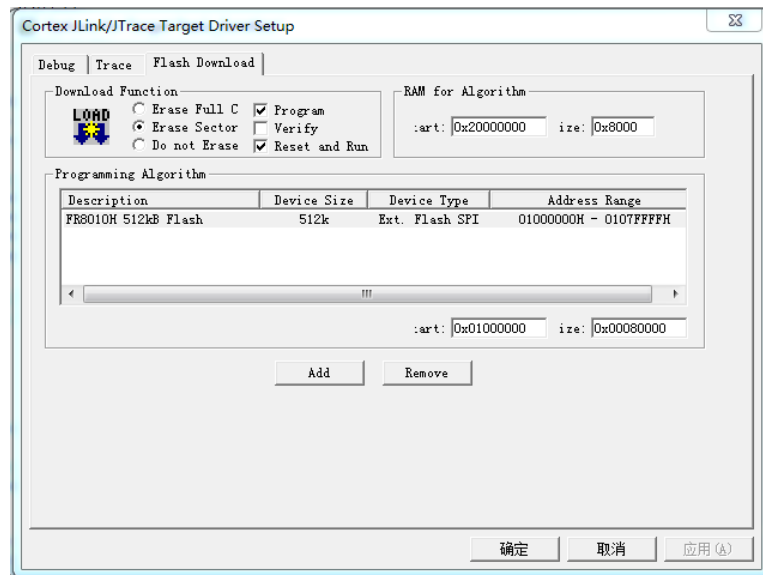 Cortex JLink/JTrace Target Driver Setup
Debug Trace Flash Download
Download Function
LOAD
Erase Full C
Erase Sector
Do not Erase
Program
Verify
Reset and Run
RAM for Algorithm
:art: 0x20000000 ize: 0x8000
Programming Algorithm
Description Device Size Device Type Address Range
FR8010H 512kB Flash 512k Ext. Flash SPI 01000000H - 0107FFFFH
:art: 0x01000000 ize: 0x00080000
Add Remove
确定 取消 应用(A)